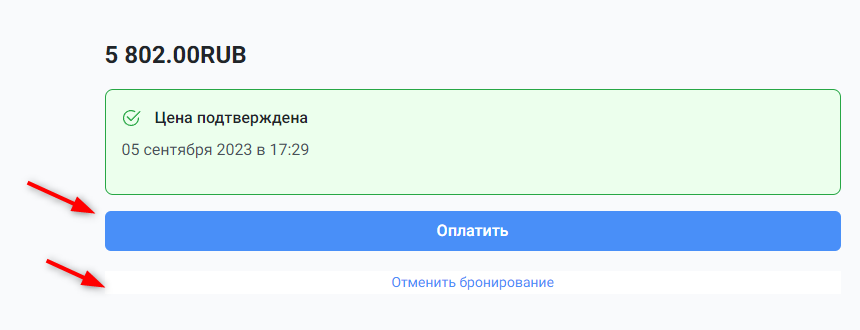 5 802.00RUB
Цена подтверждена
05 сентября 2023 в 17:29
Оплатить
Отменить бронирование